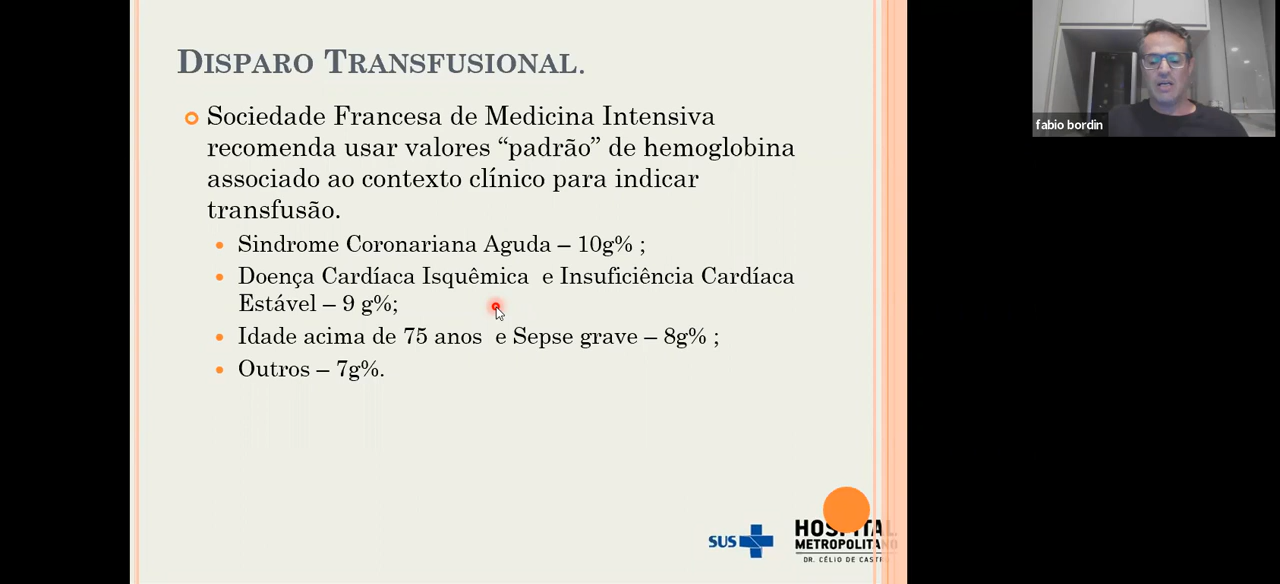 DISPARO TRANSFUSIONAL.
Sociedade Francesa de Medicina Intensiva
recomenda usar valores “padrão” de hemoglobina
associado ao contexto clínico para indicar
transfusão.
Sindrome Coronariana Aguda – 10g% ;
Doença Cardíaca Isquêmica e Insuficiência Cardíaca
Estável – 9 g%;
Idade acima de 75 anos e Sepse grave – 8g% ;
Outros – 7g%.
fabio bordin
SUS
HOSPITAL
METROPOLITANO
DR. CÉLIO DE CASTRO